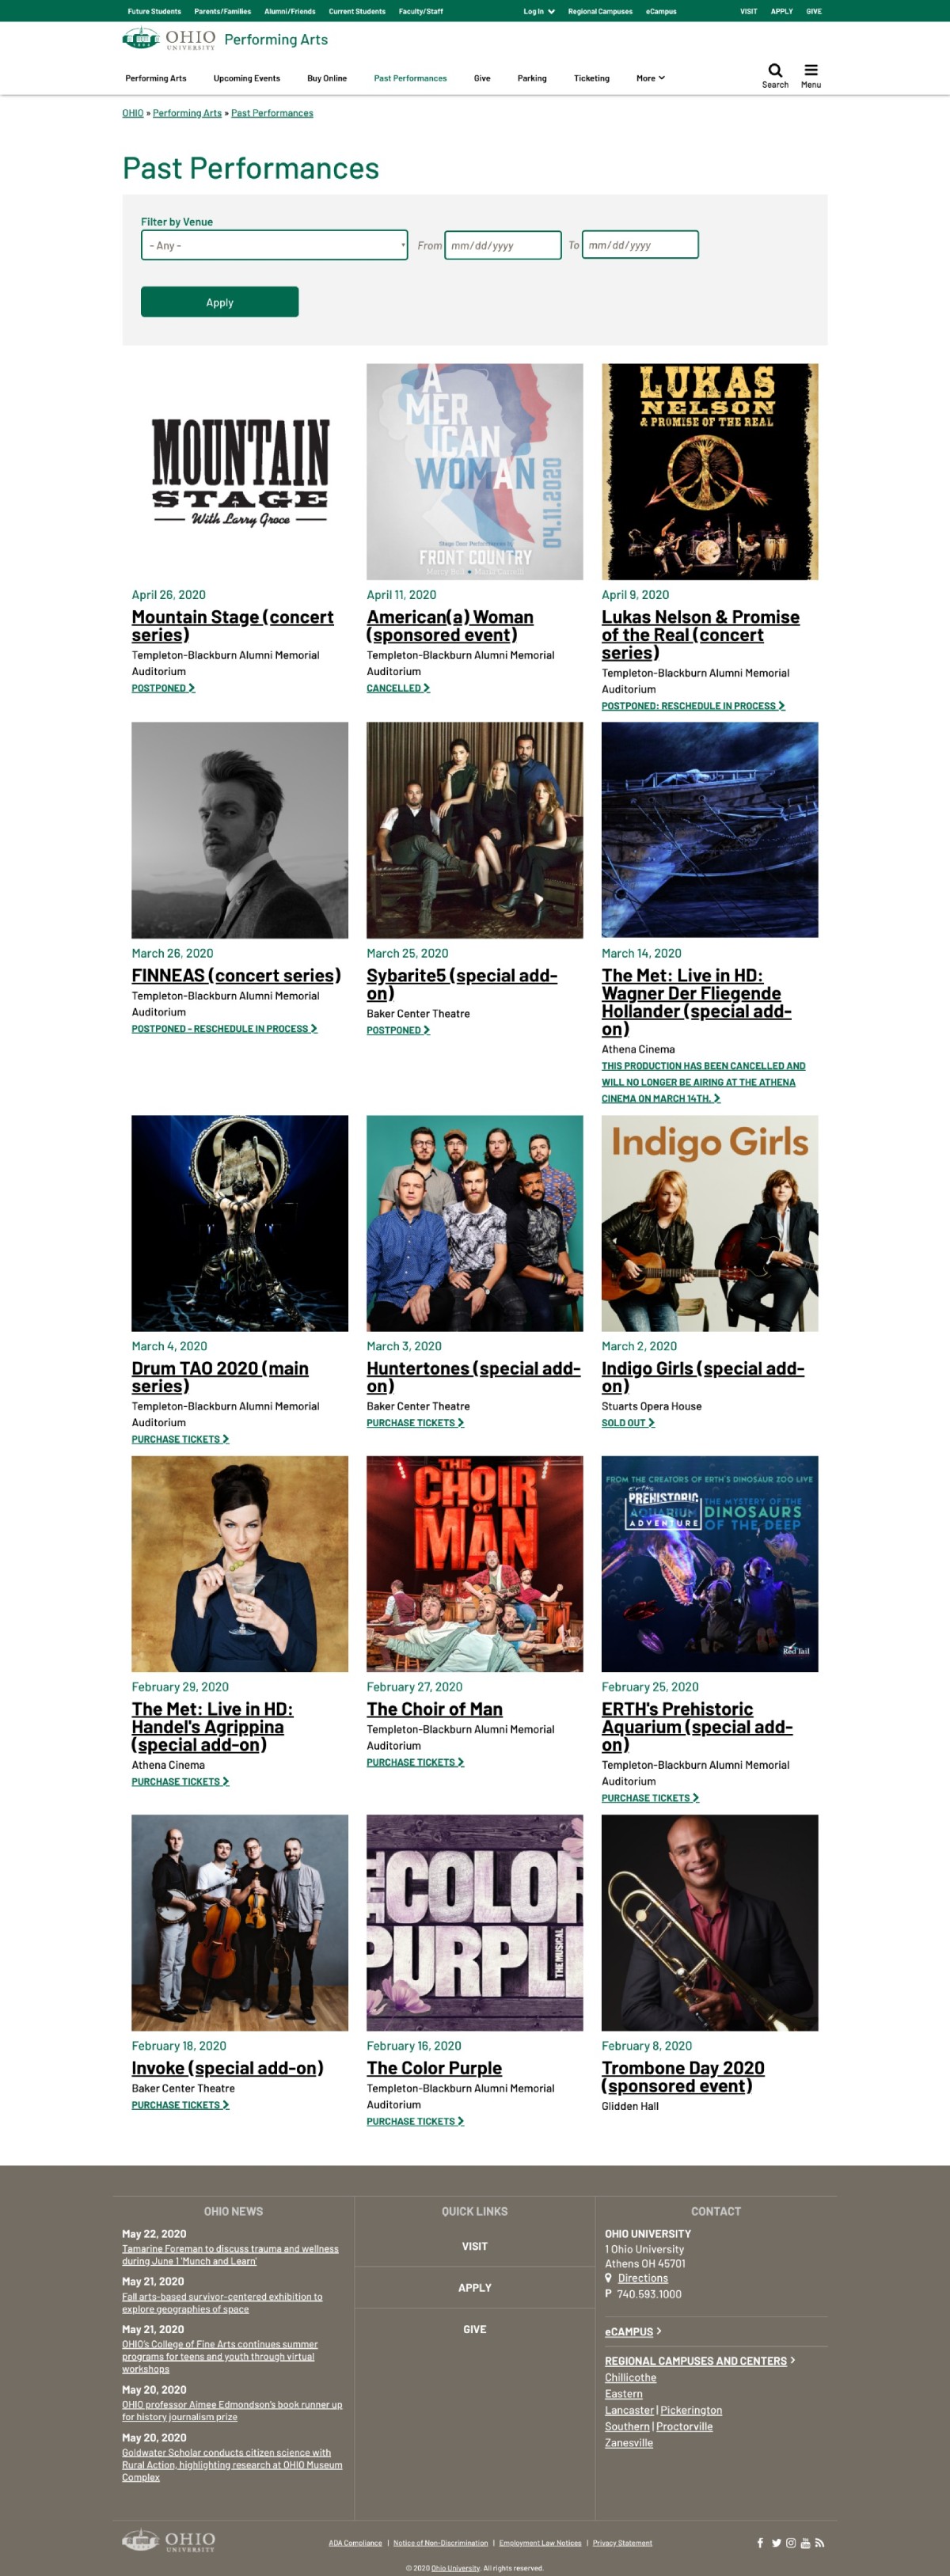 Future Students Parents/Families Alumni/Friends Current Students Faculty/Staff Log In Regional Campuses eCampus VISIT APPLY GIVE
OHIO UNIVERSITY Performing Arts
Performing Arts Upcoming Events Buy Online Past Performances Give Parking Ticketing More Search Menu
OHIO » Performing Arts » Past Performances
Past Performances
Filter by Venue
- Any - From mm/dd/yyyy To mm/dd/yyyy
Apply
MOUNTAIN
STAGE
With Larry Groce
April 26, 2020
Mountain Stage (concert
series)
Templeton-Blackburn Alumni Memorial
Auditorium
POSTPONED
A
MER
ICAN
WOMAN
04.11.2020
FRONT COUNTRY
April 11, 2020
American(a) Woman
(sponsored event)
Templeton-Blackburn Alumni Memorial
Auditorium
CANCELLED
LUKAS
NELSON
& PROMISE OF THE REAL
April 9, 2020
Lukas Nelson & Promise
of the Real (concert
series)
Templeton-Blackburn Alumni Memorial
Auditorium
POSTPONED: RESCHEDULE IN PROCESS
March 26, 2020
FINNEAS (concert series)
Templeton-Blackburn Alumni Memorial
Auditorium
POSTPONED - RESCHEDULE IN PROCESS
March 25, 2020
Sybarite5 (special add-
on)
Baker Center Theatre
POSTPONED
March 14, 2020
The Met: Live in HD:
Wagner Der Fliegende
Hollander (special add-
on)
Athena Cinema
THIS PRODUCTION HAS BEEN CANCELLED AND
WILL NO LONGER BE AIRING AT THE ATHENA
CINEMA ON MARCH 14TH.
March 4, 2020
Drum TAO 2020 (main
series)
Templeton-Blackburn Alumni Memorial
Auditorium
PURCHASE TICKETS
March 3, 2020
Huntertones (special add-
on)
Baker Center Theatre
PURCHASE TICKETS
Indigo Girls
March 2, 2020
Indigo Girls (special add-
on)
Stuarts Opera House
SOLD OUT
February 29, 2020
The Met: Live in HD:
Handel's Agrippina
(special add-on)
Athena Cinema
PURCHASE TICKETS
THE
CHOIR
OF
MAN
February 27, 2020
The Choir of Man
Templeton-Blackburn Alumni Memorial
Auditorium
PURCHASE TICKETS
FROM THE CREATORS OF ERTH'S DINOSAUR ZOO LIVE
erth's
PREHISTORIC
AQUARIUM
ADVENTURE
THE MYSTERY OF THE
DINOSAURS
OF THE DEEP
Red Tail
February 25, 2020
ERTH's Prehistoric
Aquarium (special add-
on)
Templeton-Blackburn Alumni Memorial
Auditorium
PURCHASE TICKETS
February 18, 2020
Invoke (special add-on)
Baker Center Theatre
PURCHASE TICKETS
COLOR
PURPL
THE MUSICAL
February 16, 2020
The Color Purple
Templeton-Blackburn Alumni Memorial
Auditorium
PURCHASE TICKETS
February 8, 2020
Trombone Day 2020
(sponsored event)
Glidden Hall
OHIO NEWS
May 22, 2020
Tamarine Foreman to discuss trauma and wellness
during June 1 'Munch and Learn'
May 21, 2020
Fall arts-based survivor-centered exhibition to
explore geographies of space
May 21, 2020
OHIO's College of Fine Arts continues summer
programs for teens and youth through virtual
workshops
May 20, 2020
OHIO professor Aimee Edmondson's book runner up
for history journalism prize
May 20, 2020
Goldwater Scholar conducts citizen science with
Rural Action, highlighting research at OHIO Museum
Complex
QUICK LINKS
VISIT
APPLY
GIVE
CONTACT
OHIO UNIVERSITY
1 Ohio University
Athens OH 45701
Directions
P 740.593.1000
eCAMPUS
REGIONAL CAMPUSES AND CENTERS
Chillicothe
Eastern
Lancaster | Pickerington
Southern | Proctorville
Zanesville
OHIO UNIVERSITY
ADA Compliance | Notice of Non-Discrimination | Employment Law Notices | Privacy Statement
© 2020 Ohio University. All rights reserved.